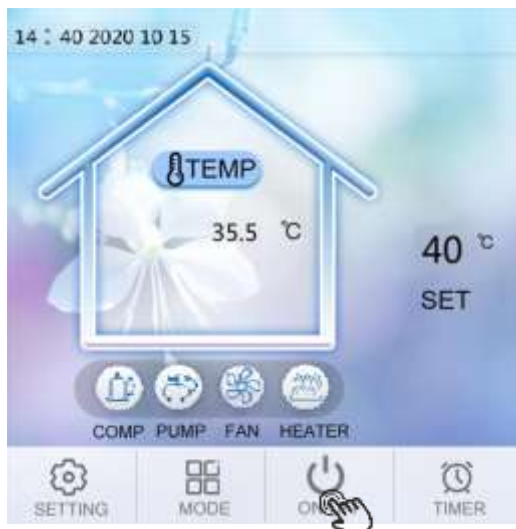 14 : 40 2020 10 15
TEMP
35.5 ℃
40 ℃
SET
COMP PUMP FAN HEATER
SETTING MODE TIMER